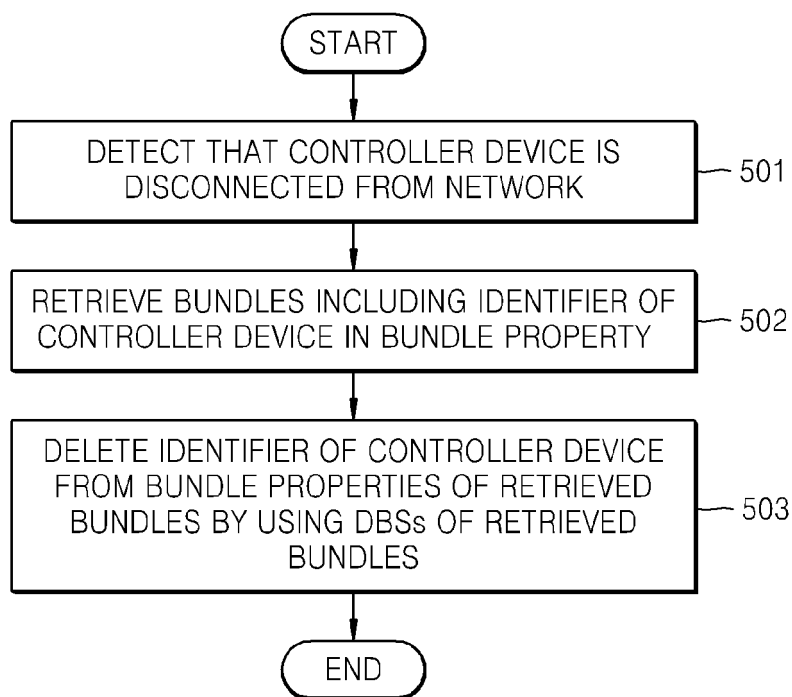 START
DETECT THAT CONTROLLER DEVICE IS
DISCONNECTED FROM NETWORK
501
RETRIEVE BUNDLES INCLUDING IDENTIFIER OF
CONTROLLER DEVICE IN BUNDLE PROPERTY
502
DELETE IDENTIFIER OF CONTROLLER DEVICE
FROM BUNDLE PROPERTIES OF RETRIEVED
BUNDLES BY USING DBSs OF RETRIEVED
BUNDLES
503
END